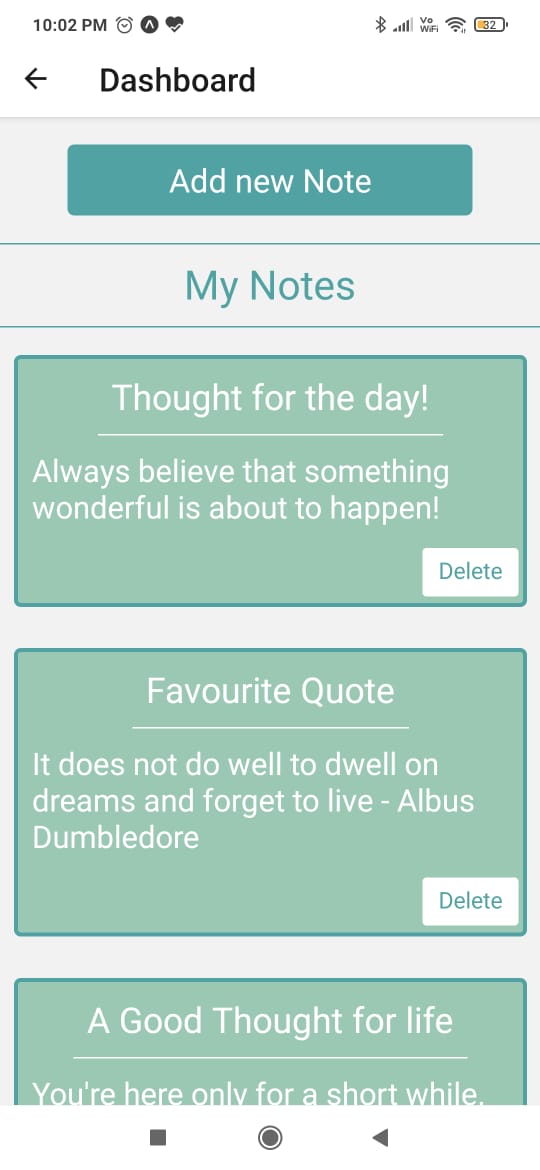 10:02 PM
Vo
WiFi
32
Dashboard
Add new Note
My Notes
Thought for the day!
Always believe that something
wonderful is about to happen!
Delete
Favourite Quote
It does not do well to dwell on
dreams and forget to live - Albus
Dumbledore
Delete
A Good Thought for life
You're here only for a short while.